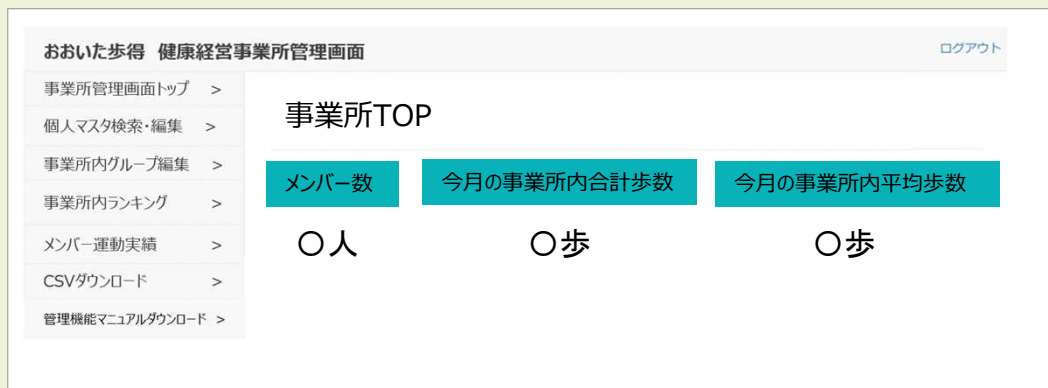 おおいた歩得 健康経営事業所管理画面
ログアウト
事業所管理画面トップ >
個人マスタ検索・編集 >
事業所内グループ編集 >
事業所内ランキング >
メンバー運動実績 >
CSVダウンロード >
管理機能マニュアルダウンロード >
事業所TOP
メンバー数
今月の事業所内合計歩数
今月の事業所内平均歩数
〇人
〇歩
〇歩